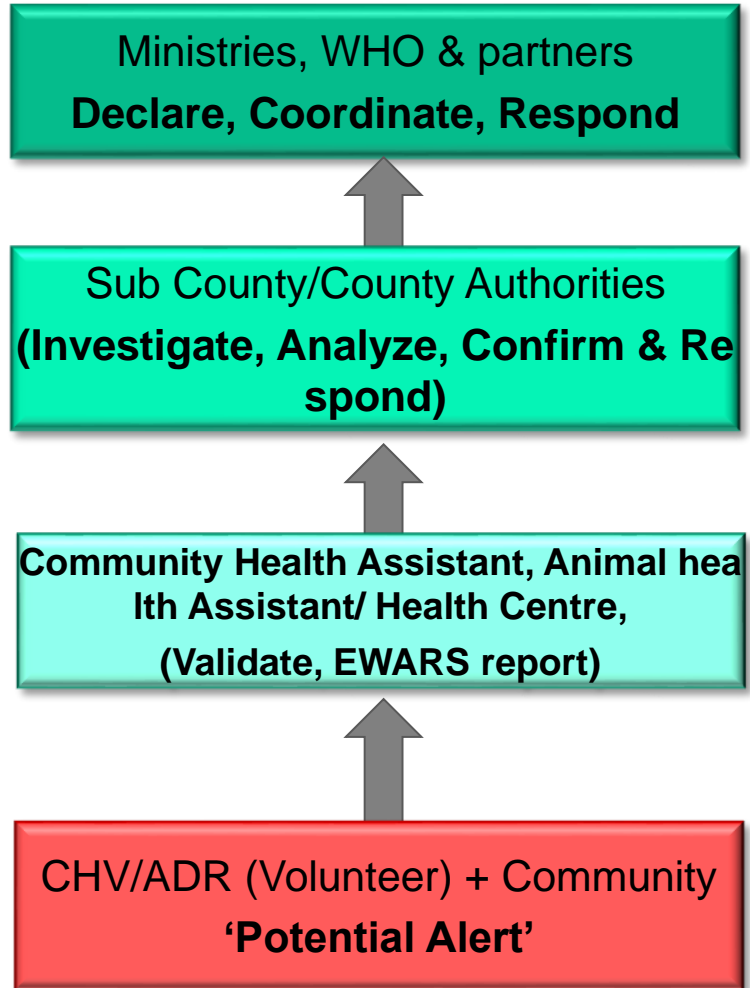 Ministries, WHO & partners
Declare, Coordinate, Respond
Sub County/County Authorities
(Investigate, Analyze, Confirm & Re
spond)
Community Health Assistant, Animal hea
lth Assistant/ Health Centre,
(Validate, EWARS report)
CHV/ADR (Volunteer) + Community
‘Potential Alert’